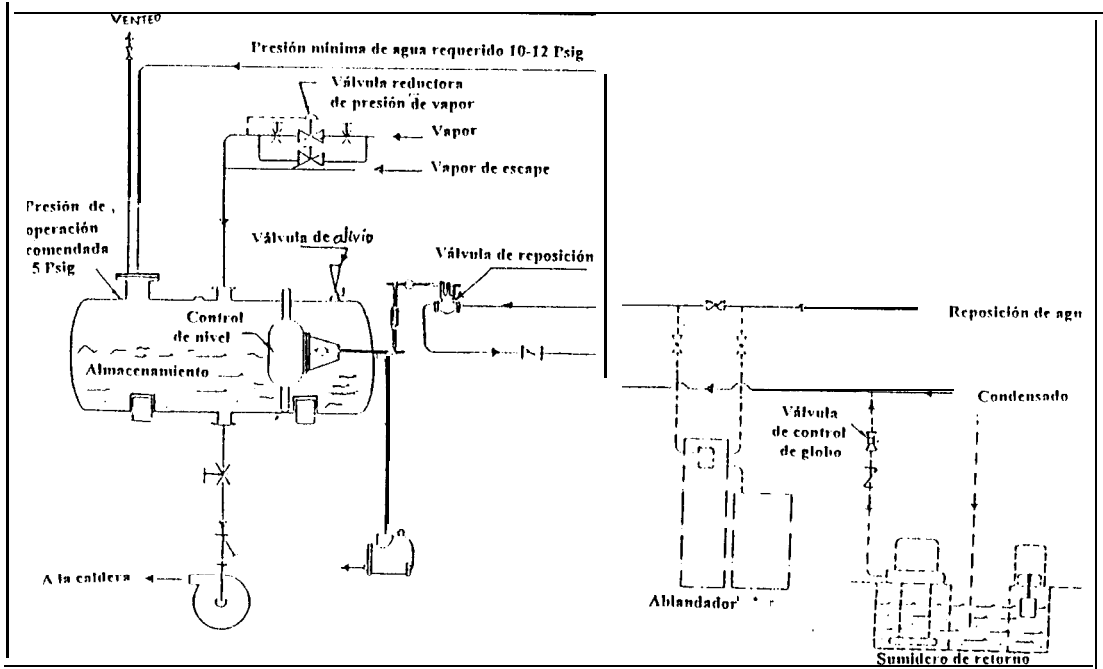 VENTEO
Presión mínima de agua requerido 10-12 Psig
Válvula reductora
de presión de vapor
Vapor
Vapor de escape
Presión de
operación
comendada
5 Psig
Válvula de alivio
Válvula de reposición
Control
de nivel
Almacenamiento
Reposición de agu
Condensado
Válvula
de control
de globo
A la caldera
Ablandador
Sumidero de retorno